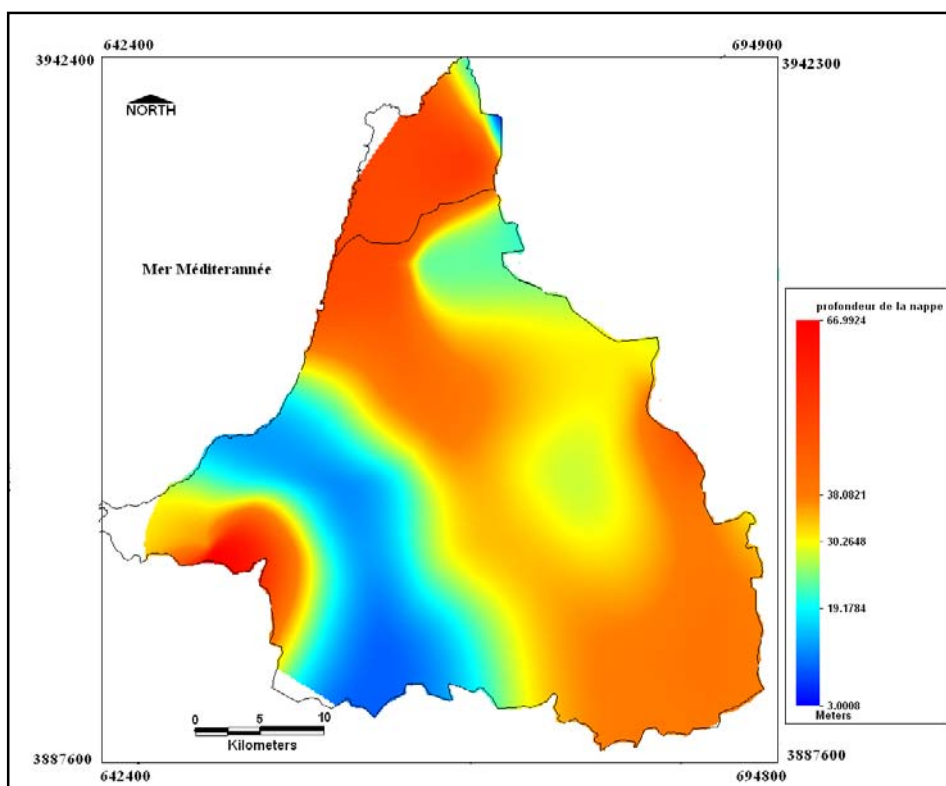 642400
694900
3942400
3942300
NORTH
Mer Méditerannée
profondeur de la nappe
66.9924
38.0821
30.2648
19.1784
3.0008
Meters
0 5 10
Kilometers
3887600
3887600
642400
694800